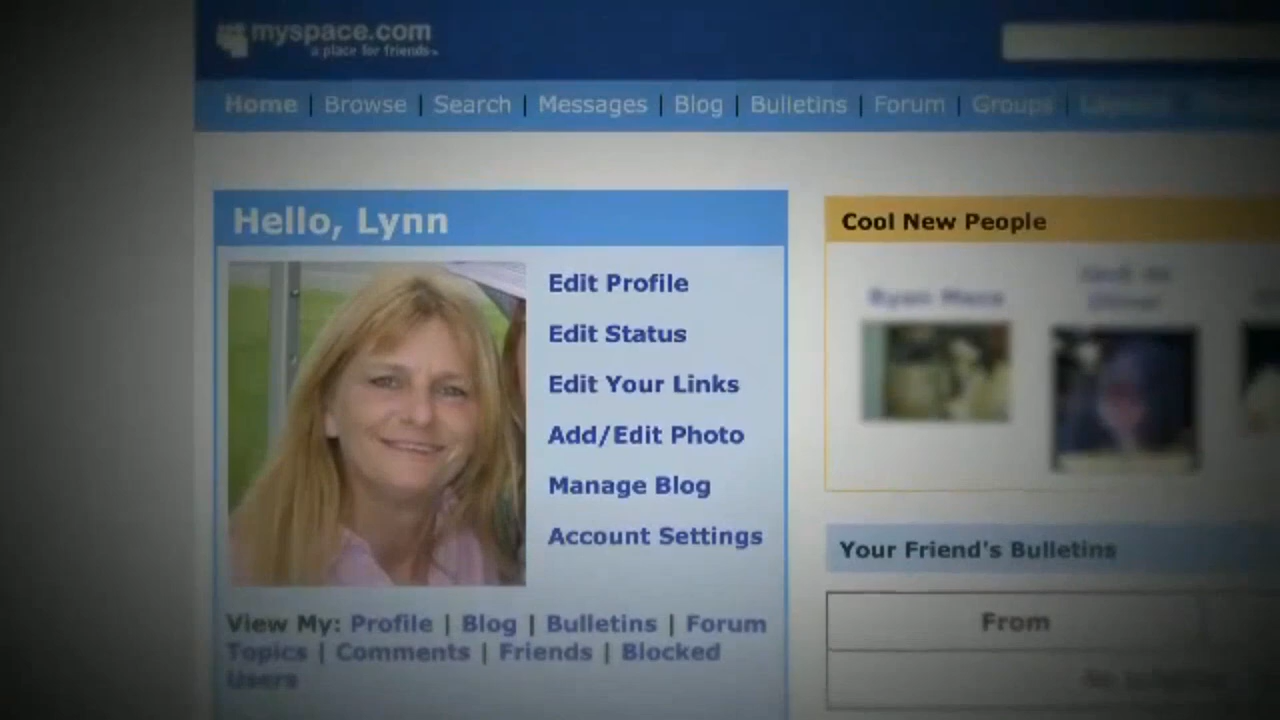 myspace.com
a place for friends
Home | Browse | Search | Messages | Blog | Bulletins | Forum | Groups |
Hello, Lynn
Edit Profile
Edit Status
Edit Your Links
Add/Edit Photo
Manage Blog
Account Settings
View My: Profile | Blog | Bulletins | Forum
Topics | Comments | Friends | Blocked
Users
Cool New People
Your Friend's Bulletins
From